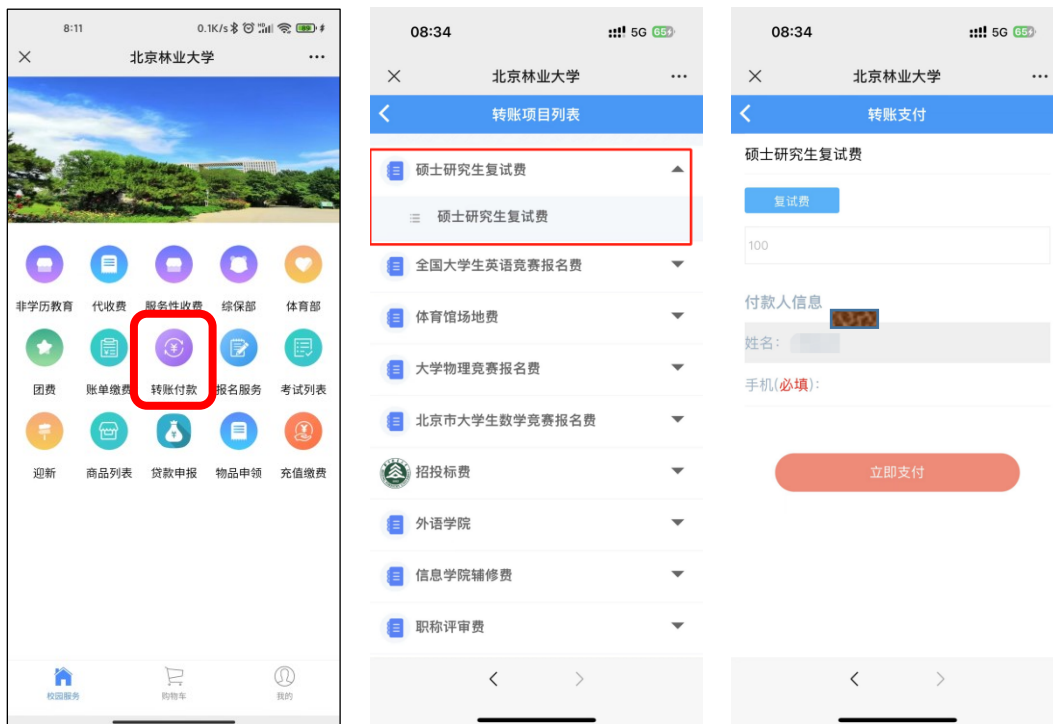 8:11
0.1K/s
北京林业大学
非学历教育
代收费
服务性收费
综保部
体育部
团费
账单缴费
转账付款
报名服务
考试列表
迎新
商品列表
贷款申报
物品申领
充值缴费
校园服务
购物车
我的
08:34
5G 65
北京林业大学
转账项目列表
硕士研究生复试费
硕士研究生复试费
全国大学生英语竞赛报名费
体育馆场地费
大学物理竞赛报名费
北京市大学生数学竞赛报名费
招投标费
外语学院
信息学院辅修费
职称评审费
08:34
5G 65
北京林业大学
转账支付
硕士研究生复试费
复试费
100
付款人信息
姓名：
手机(必填)：
立即支付